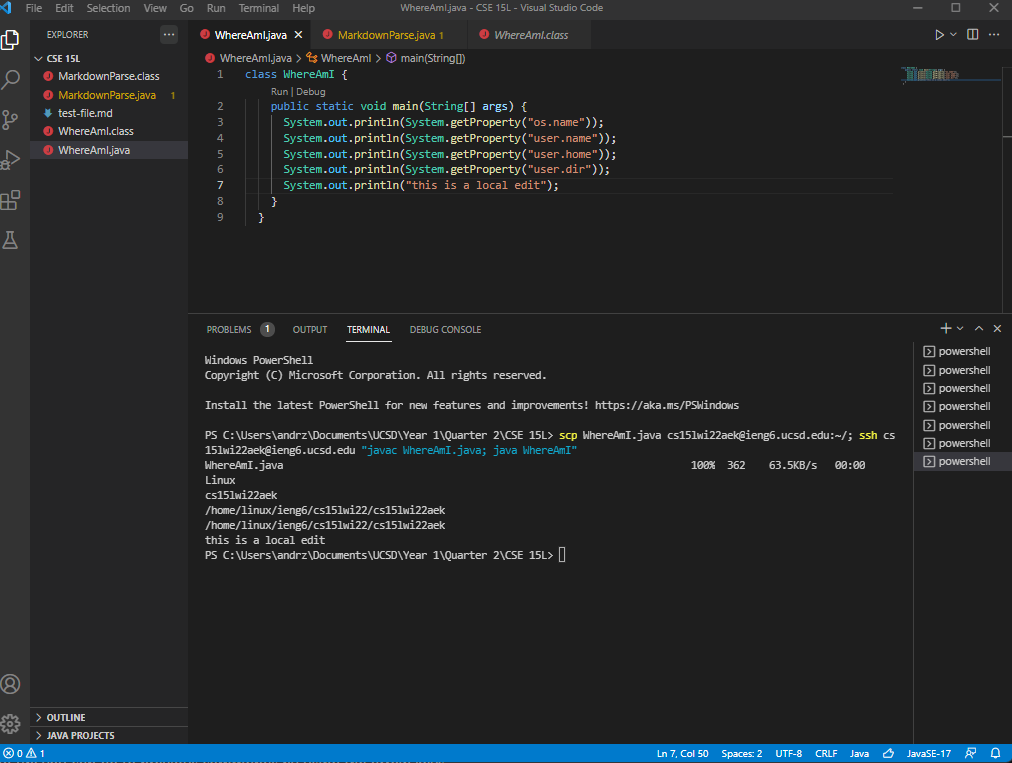 File Edit Selection View Go Run Terminal Help WhereAmI.java - CSE 15L - Visual Studio Code
EXPLORER ···
CSE 15L
MarkdownParse.class
MarkdownParse.java 1
test-file.md
WhereAmI.class
WhereAmI.java
OUTLINE
JAVA PROJECTS
WhereAmI.java MarkdownParse.java 1 WhereAmI.class
WhereAmI.java > WhereAmI > main(String[])
1 class WhereAmI {
Run | Debug
2 public static void main(String[] args) {
3 System.out.println(System.getProperty("os.name"));
4 System.out.println(System.getProperty("user.name"));
5 System.out.println(System.getProperty("user.home"));
6 System.out.println(System.getProperty("user.dir"));
7 System.out.println("this is a local edit");
8 }
9 }
PROBLEMS 1 OUTPUT TERMINAL DEBUG CONSOLE
Windows PowerShell
Copyright (C) Microsoft Corporation. All rights reserved.
Install the latest PowerShell for new features and improvements! https://aka.ms/PSWindows
PS C:\Users\andrz\Documents\UCSD\Year 1\Quarter 2\CSE 15L> scp WhereAmI.java cs15lwi22aek@ieng6.ucsd.edu:~/; ssh cs
15lwi22aek@ieng6.ucsd.edu "javac WhereAmI.java; java WhereAmI"
WhereAmI.java 100% 362 63.5KB/s 00:00
Linux
cs15lwi22aek
/home/linux/ieng6/cs15lwi22/cs15lwi22aek
/home/linux/ieng6/cs15lwi22/cs15lwi22aek
this is a local edit
PS C:\Users\andrz\Documents\UCSD\Year 1\Quarter 2\CSE 15L>
powershell
powershell
powershell
powershell
powershell
powershell
powershell
0 1 Ln 7, Col 50 Spaces: 2 UTF-8 CRLF Java JavaSE-17